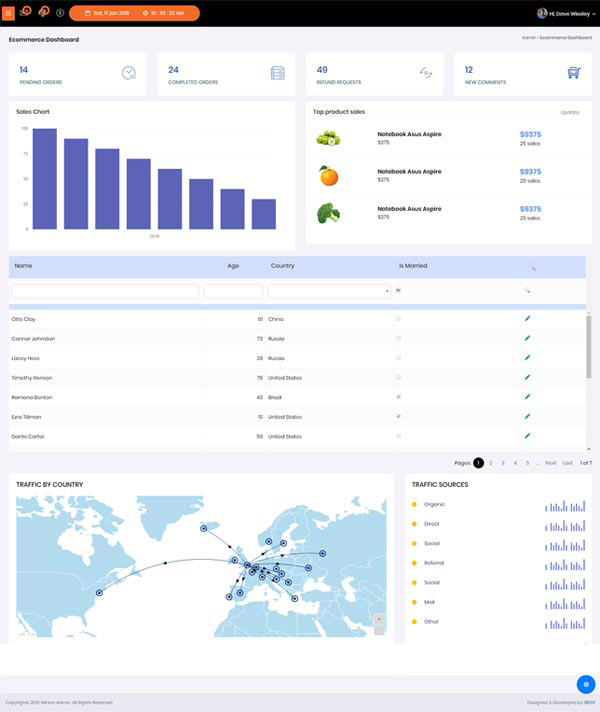 Sat, 17 jan 2019
10 : 33 : 22 AM
Hi, Dave Wiesley
Ecommerce Dashboard
Admin • Ecommerce Dashboard
14
PENDING ORDERS
24
COMPLETED ORDERS
49
REFUND REQUESTS
12
NEW COMMENTS
Sales Chart
100
75
50
25
0
2019
Top product sales
Update
Notebook Asus Aspire
$375
$9375
25 sales
Notebook Asus Aspire
$375
$9375
25 sales
Notebook Asus Aspire
$375
$9375
25 sales
Name Age Country Is Married
Otto Clay 61 China
Connor Johnston 73 Russia
Lacey Hess 29 Russia
Timothy Henson 78 United States
Ramona Benton 43 Brazil
Ezra Tillman 51 United States
Dante Carter 59 United States
Pages 1 2 3 4 5 ... Next Last 1 of 7
TRAFFIC BY COUNTRY
TRAFFIC SOURCES
Organic
Direct
Social
Referral
Social
Mail
Other
Copyrights 2019. Minion Admin. All Rights Reserved.
Designed & Developed by